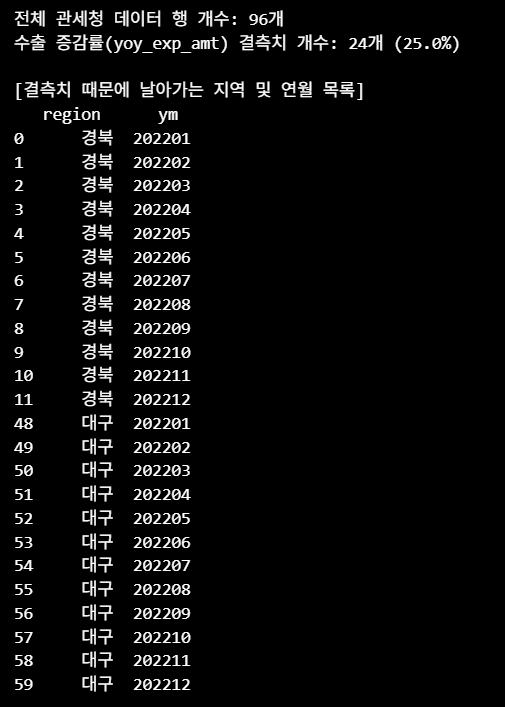 전체 관세청 데이터 행 개수: 96개
수출 증감률(yoy_exp_amt) 결측치 개수: 24개 (25.0%)
[결측치 때문에 날아가는 지역 및 연월 목록]
region ym
0 경북 202201
1 경북 202202
2 경북 202203
3 경북 202204
4 경북 202205
5 경북 202206
6 경북 202207
7 경북 202208
8 경북 202209
9 경북 202210
10 경북 202211
11 경북 202212
48 대구 202201
49 대구 202202
50 대구 202203
51 대구 202204
52 대구 202205
53 대구 202206
54 대구 202207
55 대구 202208
56 대구 202209
57 대구 202210
58 대구 202211
59 대구 202212